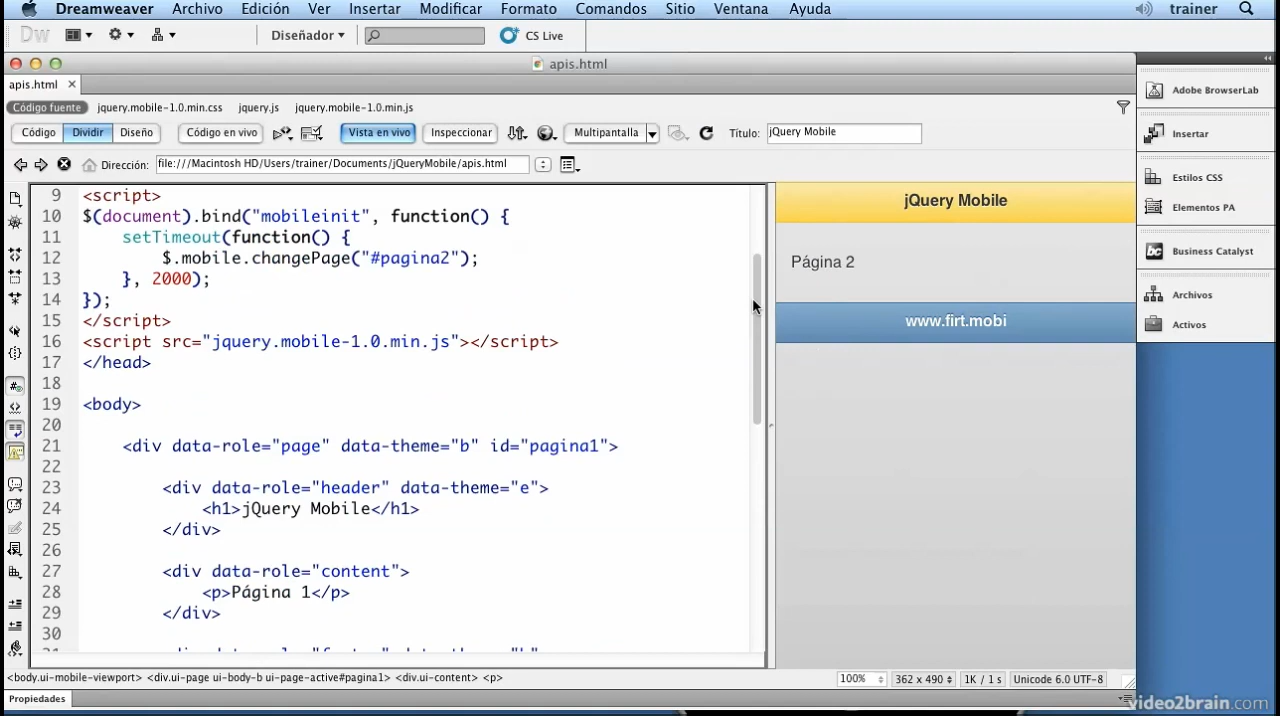 Dreamweaver Archivo Edición Ver Insertar Modificar Formato Comandos Sitio Ventana Ayuda trainer
Dw Diseñador CS Live
apis.html
apis.html
Código fuente jquery.mobile-1.0.min.css jquery.js jquery.mobile-1.0.min.js
Código Dividir Diseño Código en vivo Vista en vivo Inspeccionar Multipantalla Título: jQuery Mobile
Dirección: file:///Macintosh HD/Users/trainer/Documents/jQueryMobile/apis.html
9 <script>
10 $(document).bind("mobileinit", function() {
11 setTimeout(function() {
12 $.mobile.changePage("#pagina2");
13 }, 2000);
14 });
15 </script>
16 <script src="jquery.mobile-1.0.min.js"></script>
17 </head>
18
19 <body>
20
21 <div data-role="page" data-theme="b" id="pagina1">
22
23 <div data-role="header" data-theme="e">
24 <h1>jQuery Mobile</h1>
25 </div>
26
27 <div data-role="content">
28 <p>Página 1</p>
29 </div>
30
jQuery Mobile
Página 2
www.firt.mobi
Adobe BrowserLab
Insertar
Estilos CSS
Elementos PA
bc Business Catalyst
Archivos
Activos
<body.ui-mobile-viewport> <div.ui-page ui-body-b ui-page-active#pagina1> <div.ui-content> <p> 100% 362 x 490 1K / 1 s Unicode 6.0 UTF-8
Propiedades
video2brain.com